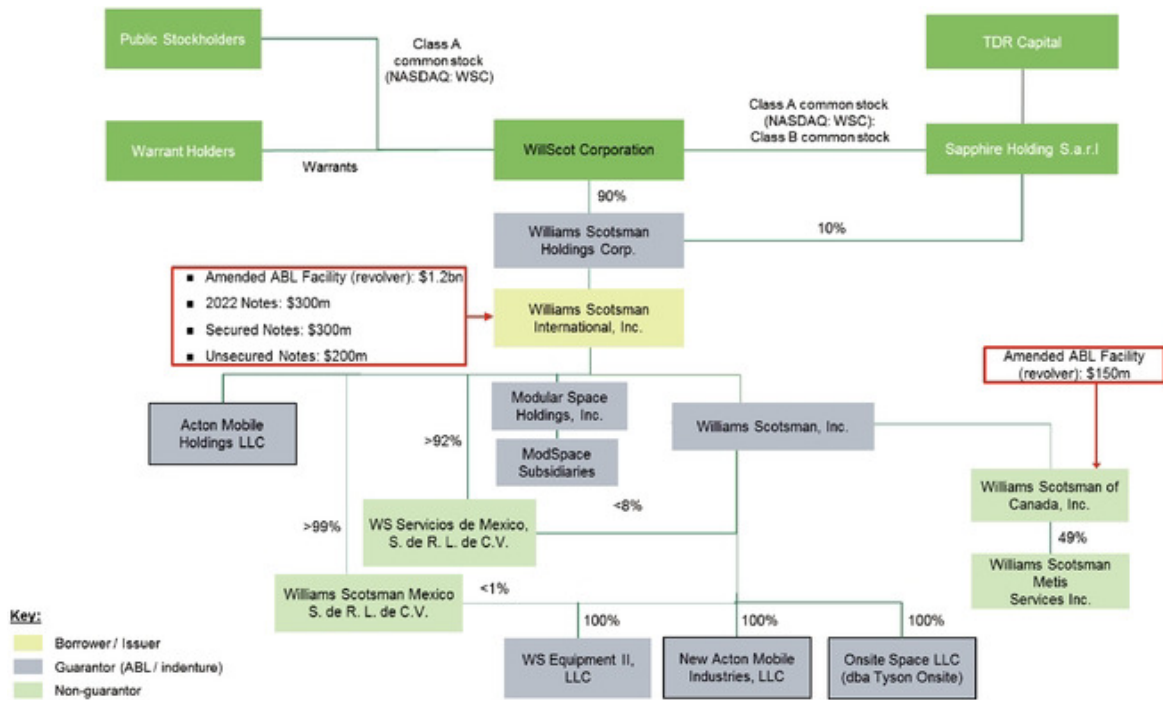 Public Stockholders
Class A
common stock
(NASDAQ: WSC)
TDR Capital
Class A common stock
(NASDAQ: WSC):
Class B common stock
Warrant Holders
Warrants
WillScot Corporation
Sapphire Holding S.a.r.l
90%
Williams Scotsman
Holdings Corp.
10%
■ Amended ABL Facility (revolver): $1.2bn
■ 2022 Notes: $300m
■ Secured Notes: $300m
■ Unsecured Notes: $200m
Williams Scotsman
International, Inc.
Amended ABL Facility
(revolver): $150m
Acton Mobile
Holdings LLC
Modular Space
Holdings, Inc.
Williams Scotsman, Inc.
>92%
ModSpace
Subsidiaries
Williams Scotsman of
Canada, Inc.
>99%
WS Servicios de Mexico,
S. de R. L. de C.V.
<8%
49%
Williams Scotsman
Metis
Services Inc.
Williams Scotsman Mexico
S. de R. L. de C.V.
<1%
100%
100%
100%
WS Equipment II,
LLC
New Acton Mobile
Industries, LLC
Onsite Space LLC
(dba Tyson Onsite)
Key:
Borrower / Issuer
Guarantor (ABL / indenture)
Non-guarantor